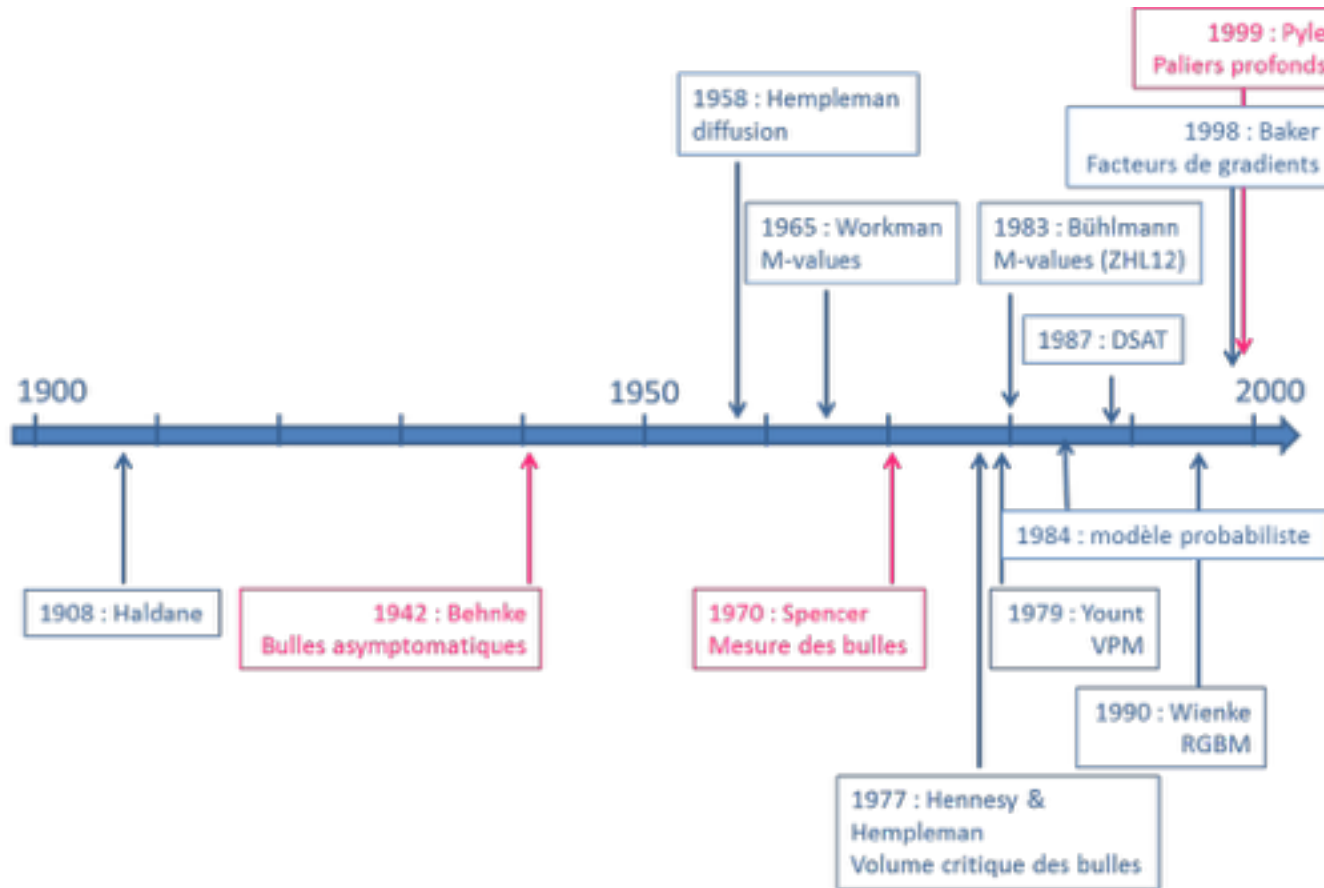 1999 : Pyle
Paliers profonds
1958 : Hempleman
diffusion
1998 : Baker
Facteurs de gradients
1965 : Workman
M-values
1983 : Bühlmann
M-values (ZHL12)
1987 : DSAT
1900
1950
2000
1984 : modèle probabiliste
1908 : Haldane
1942 : Behnke
Bulles asymptomatiques
1970 : Spencer
Mesure des bulles
1979 : Yount
VPM
1990 : Wienke
RGBM
1977 : Hennesy &
Hempleman
Volume critique des bulles